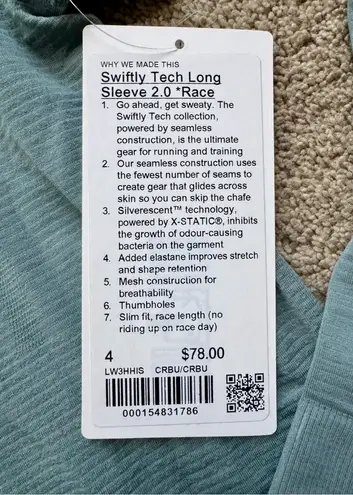 WHY WE MADE THIS
Swiftly Tech Long
Sleeve 2.0 *Race
1. Go ahead, get sweaty. The
Swiftly Tech collection,
powered by seamless
construction, is the ultimate
gear for running and training
2. Our seamless construction uses
the fewest number of seams to
create gear that glides across
skin so you can skip the chafe
3. Silverescent™ technology,
powered by X-STATIC®, inhibits
the growth of odour-causing
bacteria on the garment
4. Added elastane improves stretch
and shape retention
5. Mesh construction for
breathability
6. Thumbholes
7. Slim fit, race length (no
riding up on race day)
4 $78.00
LW3HHIS CRBU/CRBU
000154831786